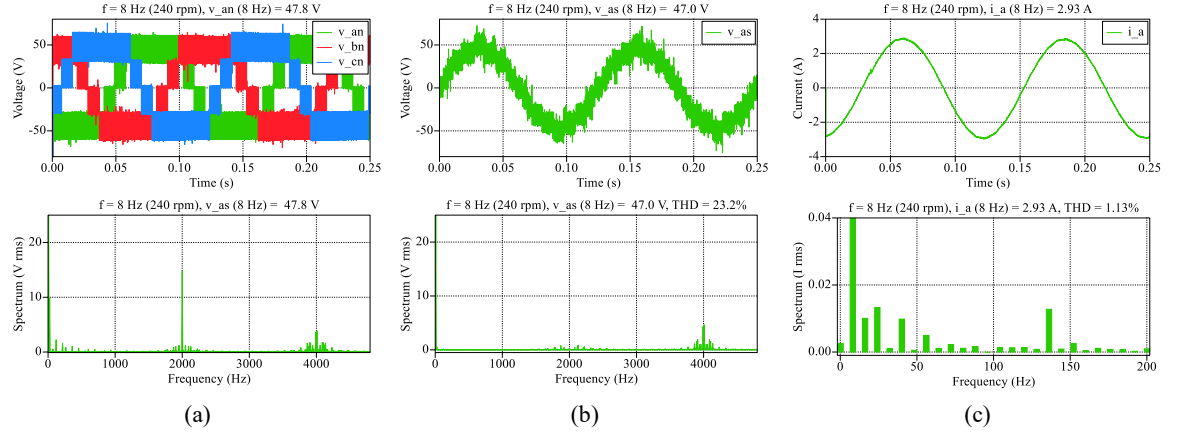 f = 8 Hz (240 rpm), v_an (8 Hz) = 47.8 V
Voltage (V)
50
0
-50
v_an
v_bn
v_cn
0.00 0.05 0.10 0.15 0.20 0.25
Time (s)
f = 8 Hz (240 rpm), v_as (8 Hz) = 47.0 V
Voltage (V)
50
0
-50
v_as
0.00 0.05 0.10 0.15 0.20 0.25
Time (s)
f = 8 Hz (240 rpm), i_a (8 Hz) = 2.93 A
Current (A)
4
2
0
-2
-4
i_a
0.00 0.05 0.10 0.15 0.20 0.25
Time (s)
f = 8 Hz (240 rpm), v_as (8 Hz) = 47.8 V
Spectrum (V rms)
20
10
0
0 1000 2000 3000 4000
Frequency (Hz)
(a)
f = 8 Hz (240 rpm), v_as (8 Hz) = 47.0 V, THD = 23.2%
Spectrum (V rms)
20
10
0
0 1000 2000 3000 4000
Frequency (Hz)
(b)
f = 8 Hz (240 rpm), i_a (8 Hz) = 2.93 A, THD = 1.13%
Spectrum (I rms)
0.04
0.02
0.00
0 50 100 150 200
Frequency (Hz)
(c)